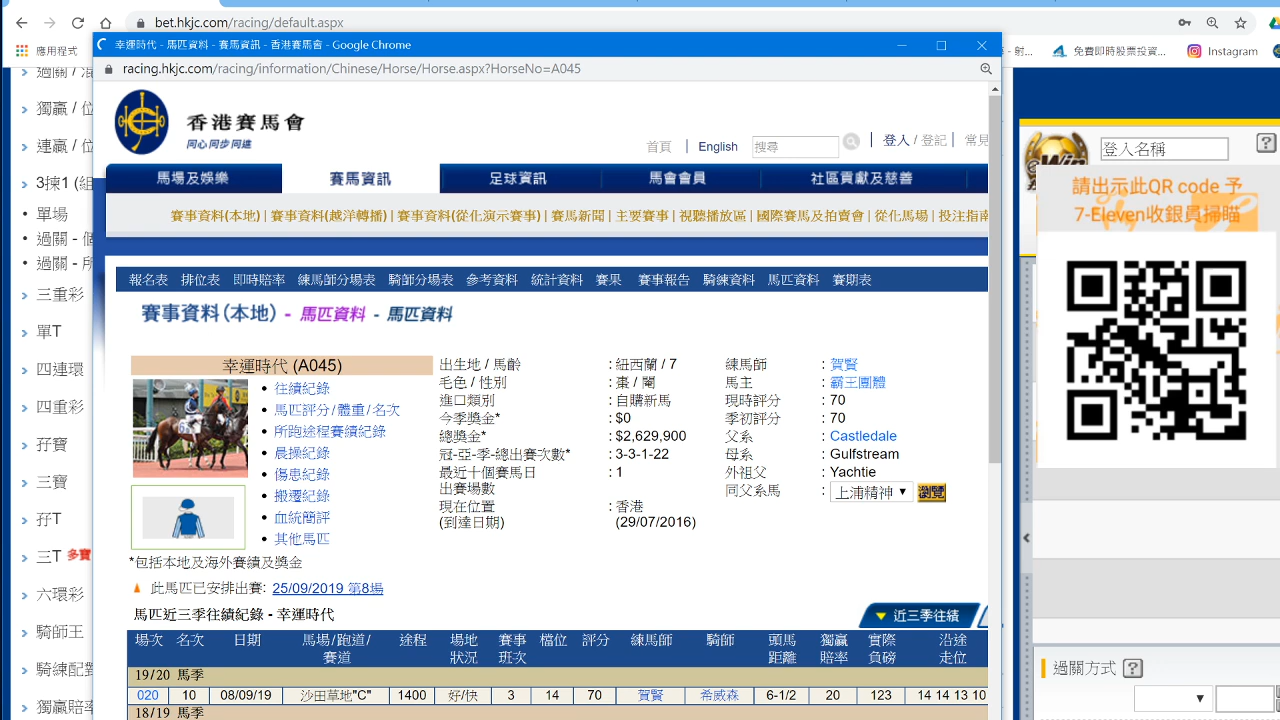 bet.hkjc.com/racing/default.aspx
應用程式
免費即時股票投資...
Instagram
幸運時代 - 馬匹資料 - 賽馬資訊 - 香港賽馬會 - Google Chrome
racing.hkjc.com/racing/information/Chinese/Horse/Horse.aspx?HorseNo=A045
獨贏 / 位
連贏 / 位
3揀1 (組
單場
過關 - 個
過關 - 所
三重彩
單T
四連環
四重彩
孖寶
三寶
孖T
三T 多寶
六環彩
騎師王
騎練配對
獨贏賠率
香港賽馬會
同心同步同進
首頁 | English 搜尋 | 登入 / 登記 | 常見
馬場及娛樂 賽馬資訊 足球資訊 馬會會員 社區貢獻及慈善
賽事資料(本地) | 賽事資料(越洋轉播) | 賽事資料(從化演示賽事) | 賽馬新聞 | 主要賽事 | 視聽播放區 | 國際賽馬及拍賣會 | 從化馬場 | 投注指南
報名表 排位表 即時賠率 練馬師分場表 騎師分場表 參考資料 統計資料 賽果 賽事報告 騎練資料 馬匹資料 賽期表
賽事資料(本地) - 馬匹資料 - 馬匹資料
幸運時代 (A045)
往績紀錄
馬匹評分/體重/名次
所跑途程賽績紀錄
晨操紀錄
傷患紀錄
搬遷紀錄
血統簡評
其他馬匹
出生地 / 馬齡 : 紐西蘭 / 7
毛色 / 性別 : 棗 / 閹
進口類別 : 自購新馬
今季獎金* : $0
總獎金* : $2,629,900
冠-亞-季-總出賽次數* : 3-3-1-22
最近十個賽馬日 : 1
出賽場數
現在位置 : 香港
(到達日期) (29/07/2016)
練馬師 : 賀賢
馬主 : 霸王團體
現時評分 : 70
季初評分 : 70
父系 : Castledale
母系 : Gulfstream
外祖父 : Yachtie
同父系馬 : 上浦精神 ▼ 瀏覽
*包括本地及海外賽績及獎金
此馬匹已安排出賽: 25/09/2019 第8場
馬匹近三季往績紀錄 - 幸運時代
近三季往績
場次 名次 日期 馬場/跑道/ 途程 場地 賽事 檔位 評分 練馬師 騎師 頭馬 獨贏 實際 沿途
賽道 狀況 班次 距離 賠率 負磅 走位
19/20 馬季
020 10 08/09/19 沙田草地"C" 1400 好/快 3 14 70 賀賢 希威森 6-1/2 20 123 14 14 13 10
18/19 馬季
登入名稱
?
請出示此QR code 予
7-Eleven收銀員掃瞄
過關方式 ?